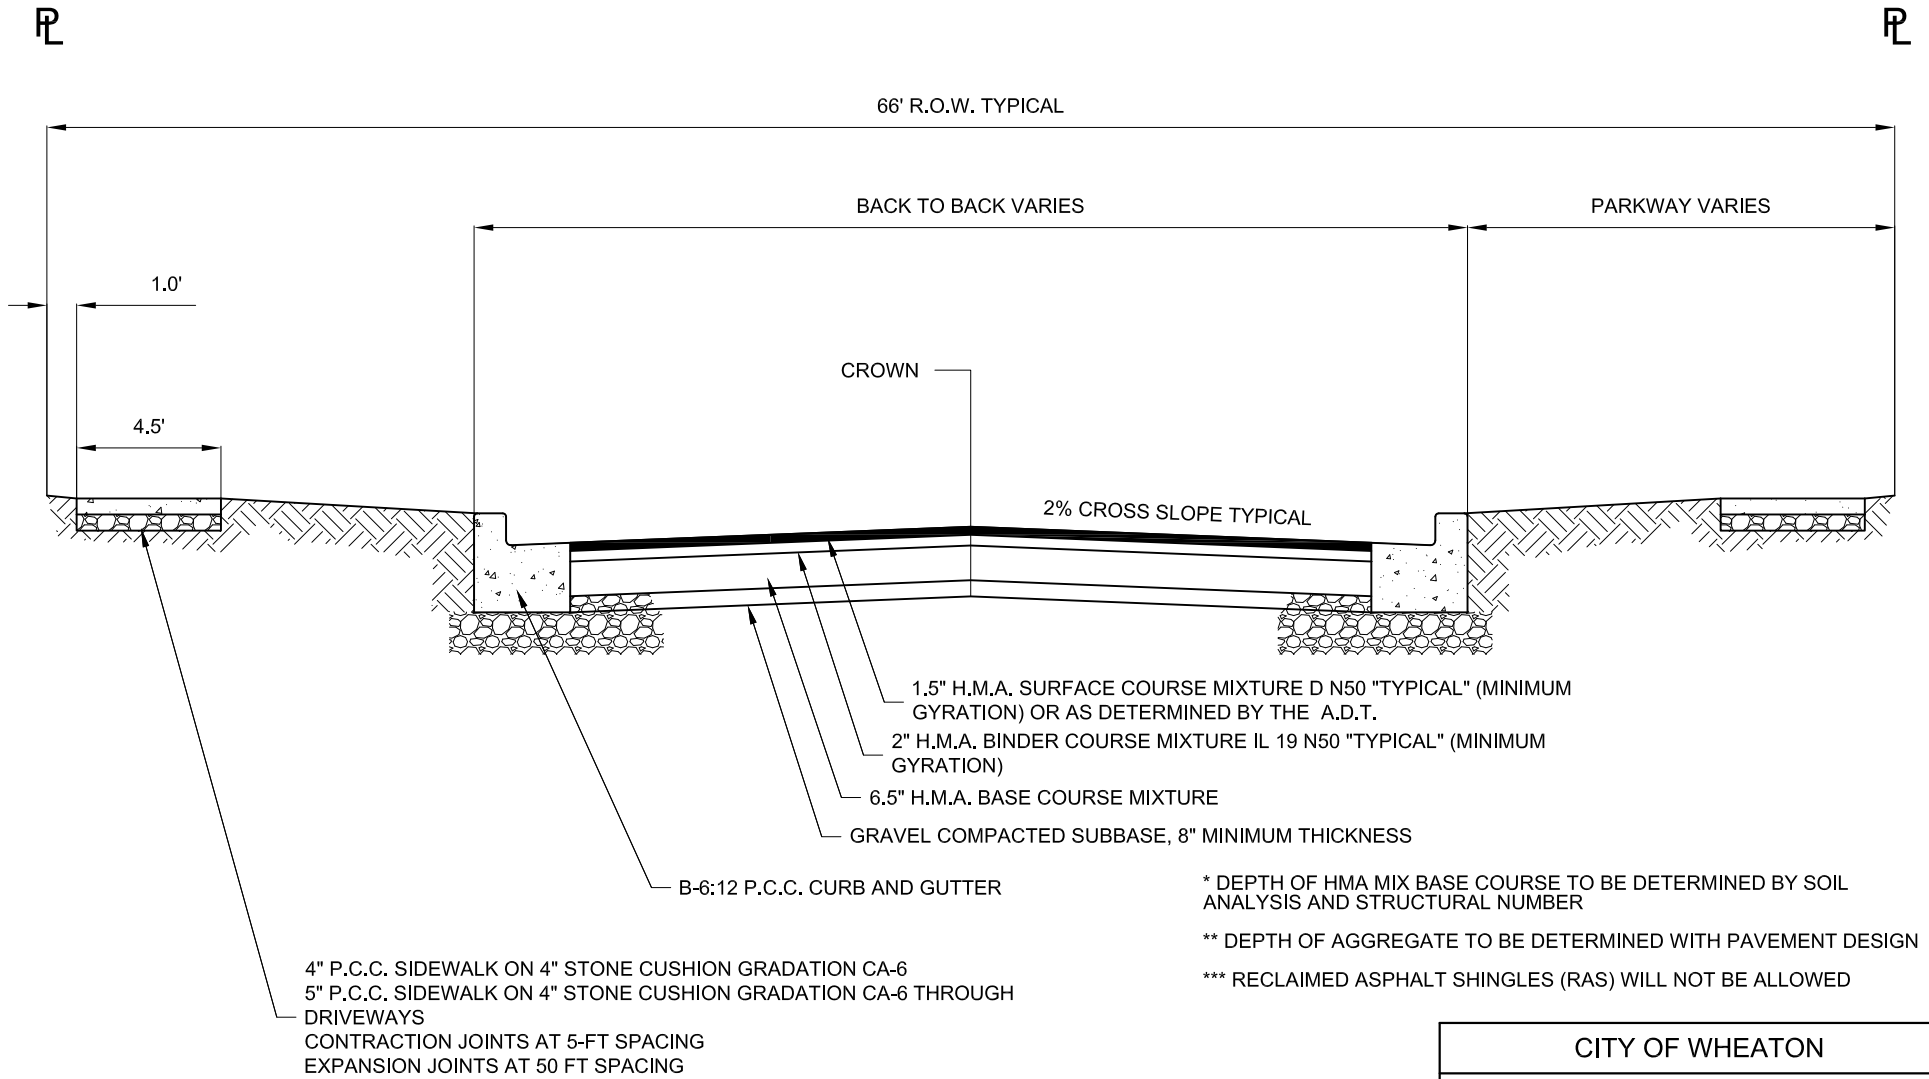 PL PL
66' R.O.W. TYPICAL
BACK TO BACK VARIES
PARKWAY VARIES
1.0'
CROWN
4.5'
2% CROSS SLOPE TYPICAL
1.5" H.M.A. SURFACE COURSE MIXTURE D N50 "TYPICAL" (MINIMUM
GYRATION) OR AS DETERMINED BY THE A.D.T.
2" H.M.A. BINDER COURSE MIXTURE IL 19 N50 "TYPICAL" (MINIMUM
GYRATION)
6.5" H.M.A. BASE COURSE MIXTURE
GRAVEL COMPACTED SUBBASE, 8" MINIMUM THICKNESS
B-6:12 P.C.C. CURB AND GUTTER
* DEPTH OF HMA MIX BASE COURSE TO BE DETERMINED BY SOIL
ANALYSIS AND STRUCTURAL NUMBER
** DEPTH OF AGGREGATE TO BE DETERMINED WITH PAVEMENT DESIGN
*** RECLAIMED ASPHALT SHINGLES (RAS) WILL NOT BE ALLOWED
4" P.C.C. SIDEWALK ON 4" STONE CUSHION GRADATION CA-6
5" P.C.C. SIDEWALK ON 4" STONE CUSHION GRADATION CA-6 THROUGH
DRIVEWAYS
CONTRACTION JOINTS AT 5-FT SPACING
EXPANSION JOINTS AT 50 FT SPACING
CITY OF WHEATON